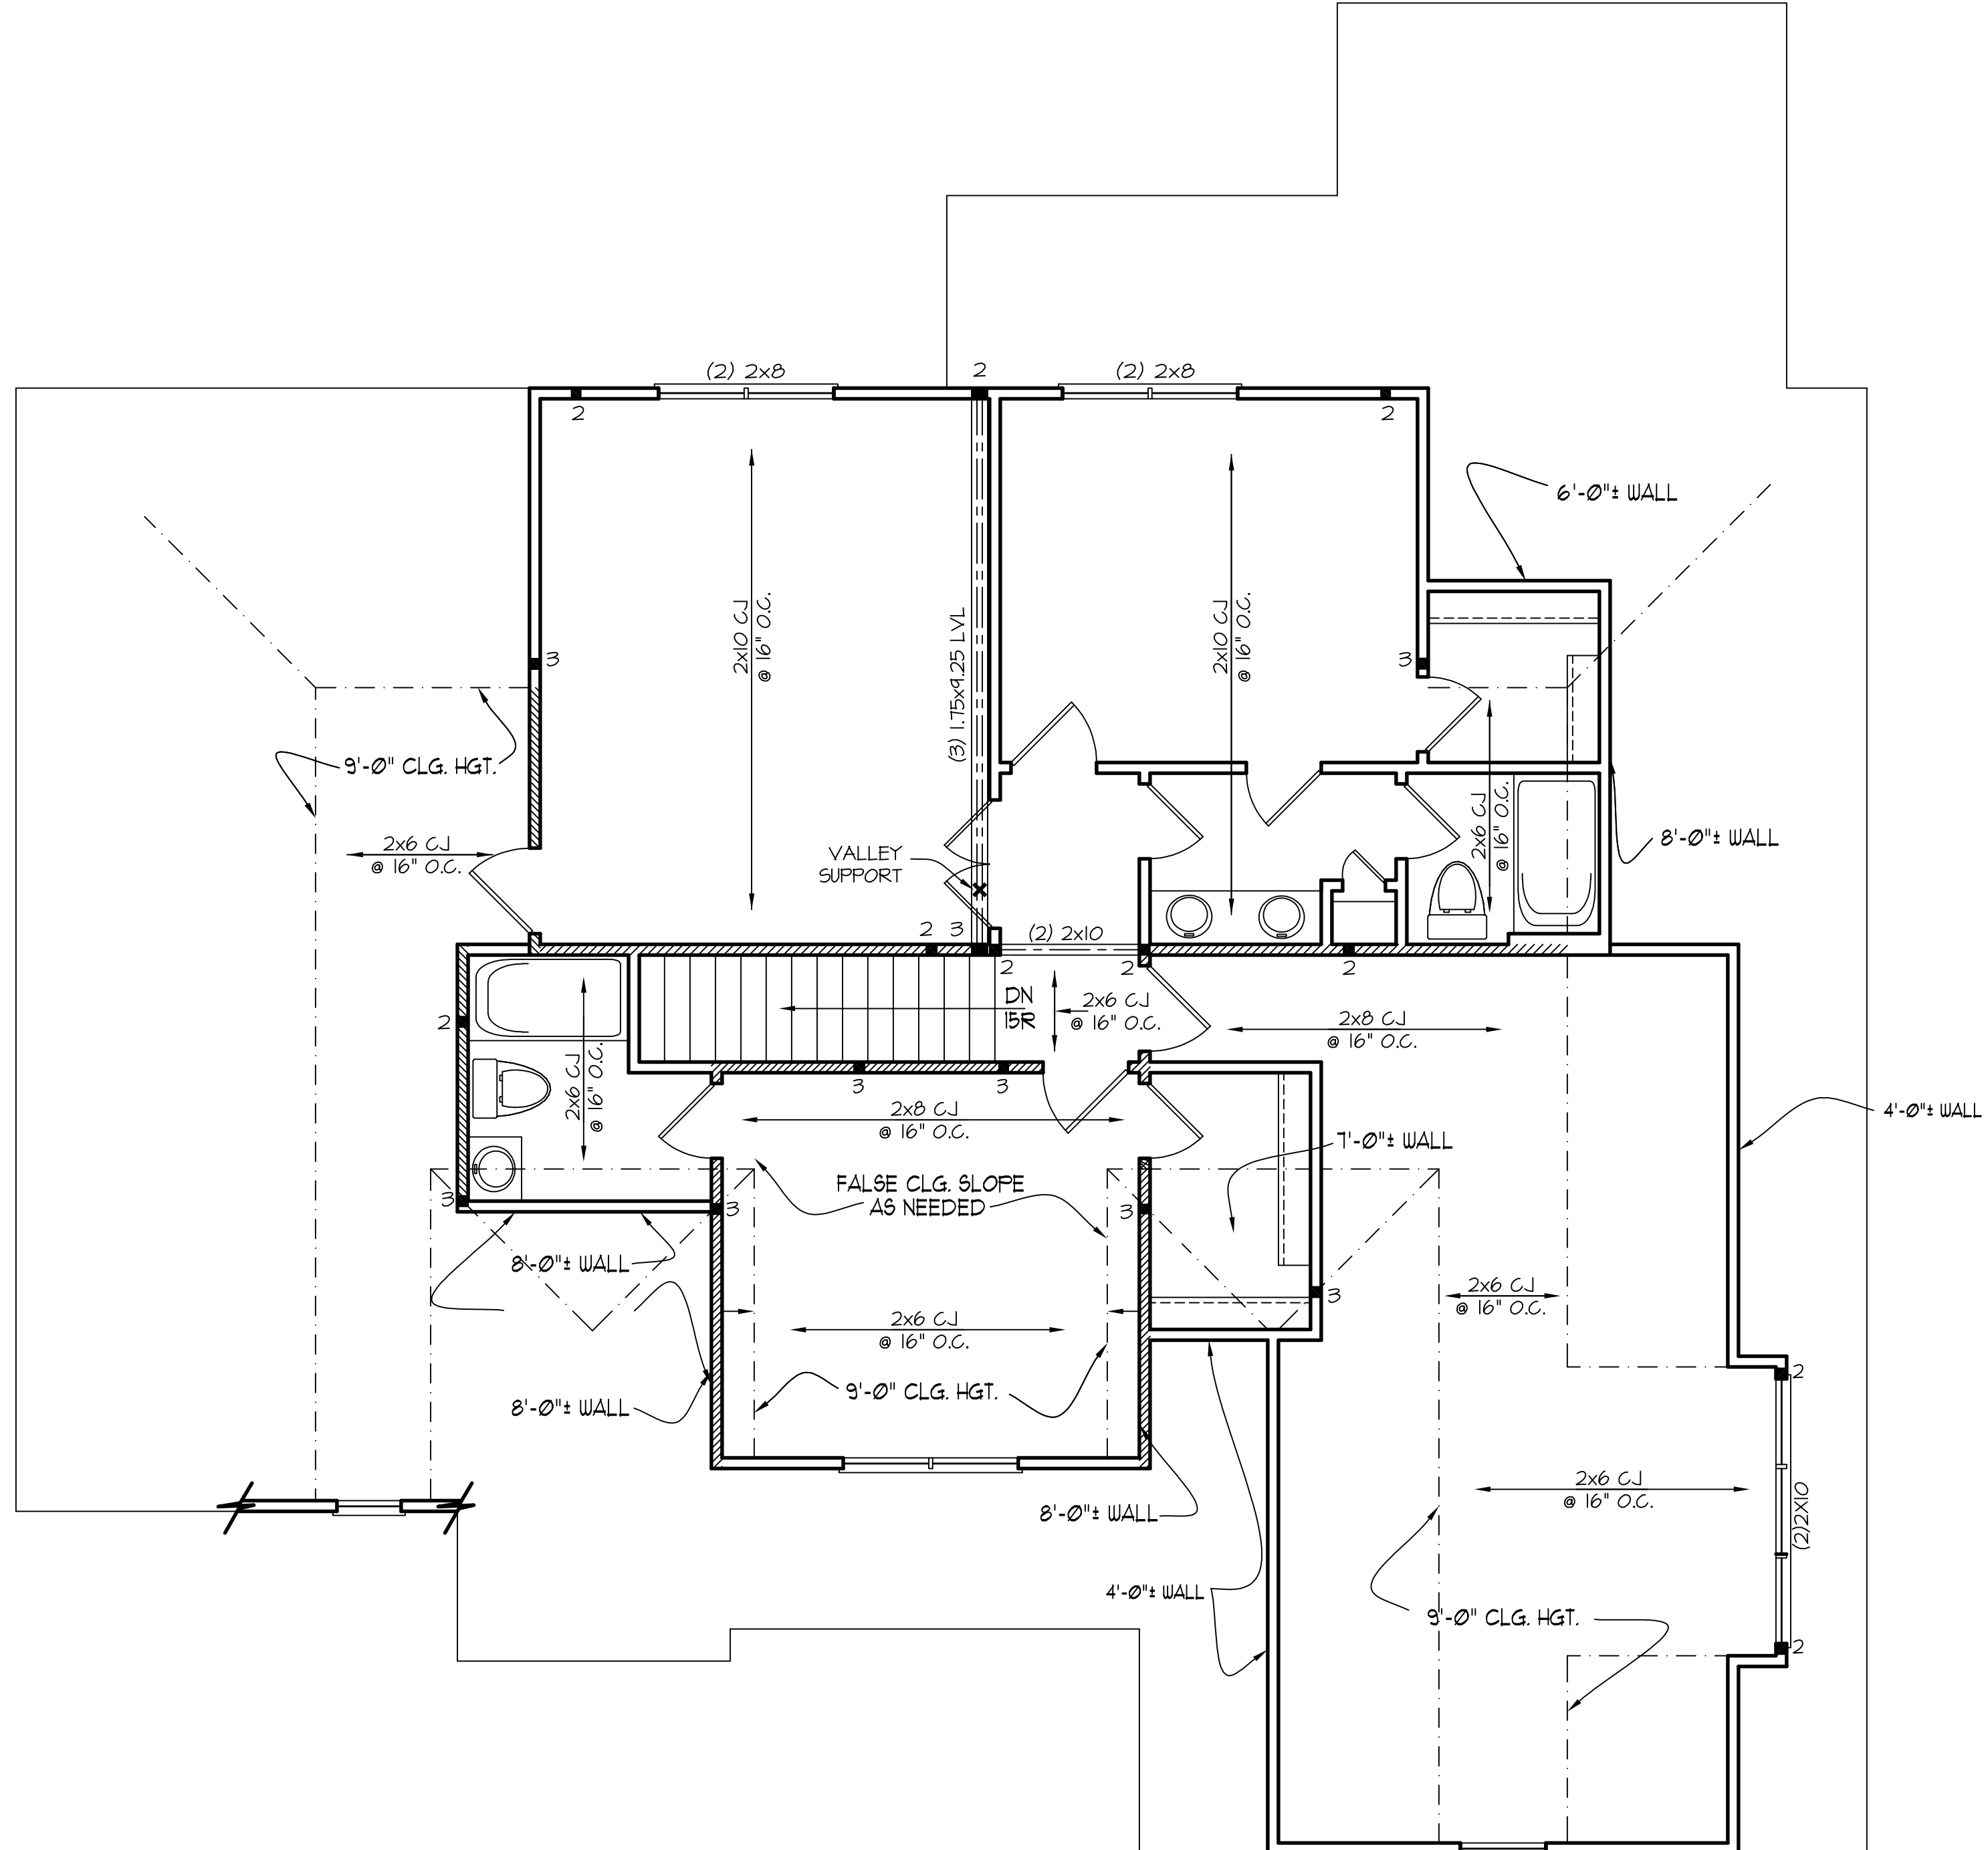 (2) 2x8
2
(2) 2x8
2
2
6'-0"± WALL
2x10 CJ
@ 16" O.C.
(3) 1.75x9.25 LVL
2x10 CJ
@ 16" O.C.
3
3
9'-0" CLG. HGT.
2x6 CJ
@ 16" O.C.
VALLEY
SUPPORT
2x6 CJ
@ 16" O.C.
8'-0"± WALL
2
3
(2) 2x10
2
2
2
DN
15R
2x6 CJ
@ 16" O.C.
2x8 CJ
@ 16" O.C.
2
2x6 CJ
@ 16" O.C.
3
3
2x8 CJ
@ 16" O.C.
4'-0"± WALL
7'-0"± WALL
FALSE CLG. SLOPE
AS NEEDED
3
3
3
8'-0"± WALL
2x6 CJ
@ 16" O.C.
3
2x6 CJ
@ 16" O.C.
2
9'-0" CLG. HGT.
8'-0"± WALL
8'-0"± WALL
2x6 CJ
@ 16" O.C.
(2)2X10
4'-0"± WALL
9'-0" CLG. HGT.
2